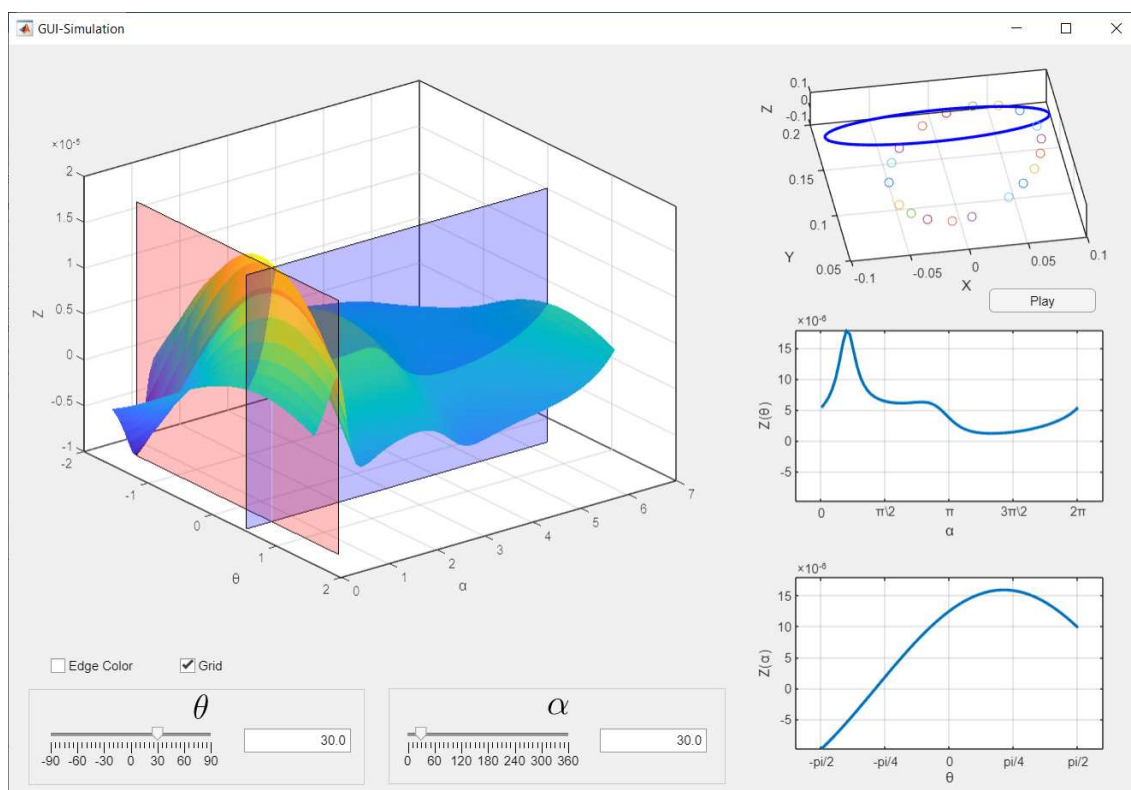 GUI-Simulation
×10⁻⁵
2
1.5
1
0.5
0
-0.5
-1
Z
-2
-1
0
1
2
θ
0
1
2
3
4
5
6
7
α
0.1
0
-0.1
Z
0.2
0.15
0.1
0.05
Y
-0.1
-0.05
0
0.05
0.1
X
Play
×10⁻⁶
15
10
5
0
-5
Z(θ)
0
π\2
π
3π\2
2π
α
×10⁻⁶
15
10
5
0
-5
Z(α)
-pi/2
-pi/4
0
pi/4
pi/2
θ
Edge Color
Grid
θ
-90 -60 -30 0 30 60 90
30.0
α
0 60 120 180 240 300 360
30.0